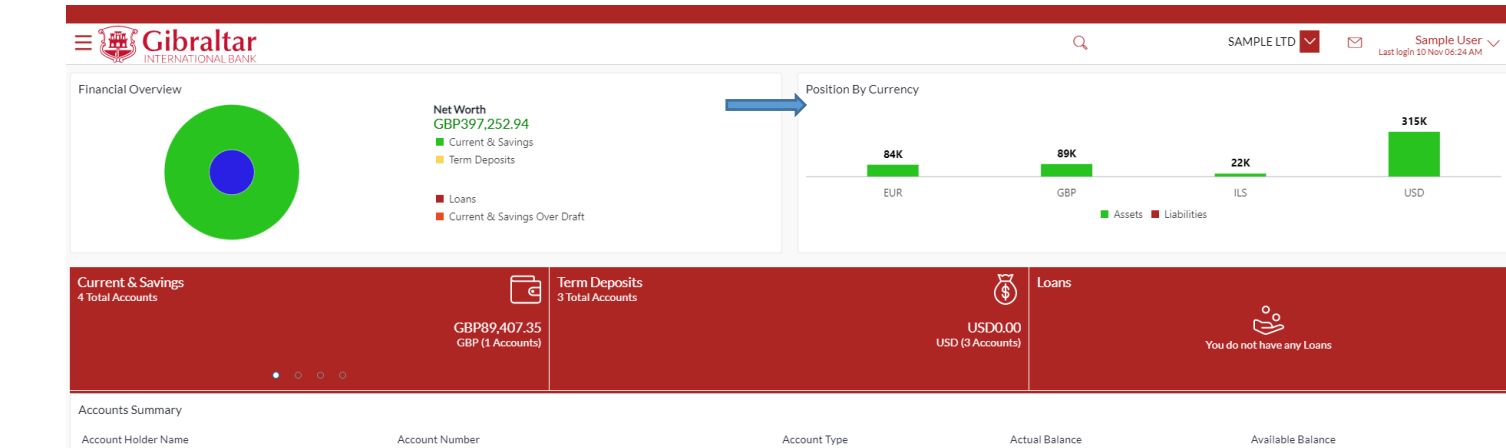 Gibraltar
INTERNATIONAL BANK
SAMPLE LTD
Sample User
Last login 10 Nov 06:24 AM
Financial Overview
Net Worth
GBP397,252.94
Current & Savings
Term Deposits
Loans
Current & Savings Over Draft
Position By Currency
84K
89K
22K
315K
EUR
GBP
ILS
USD
Assets
Liabilities
Current & Savings
4 Total Accounts
GBP89,407.35
GBP (1 Accounts)
Term Deposits
3 Total Accounts
$
USD0.00
USD (3 Accounts)
Loans
You do not have any Loans
Accounts Summary
Account Holder Name
Account Number
Account Type
Actual Balance
Available Balance